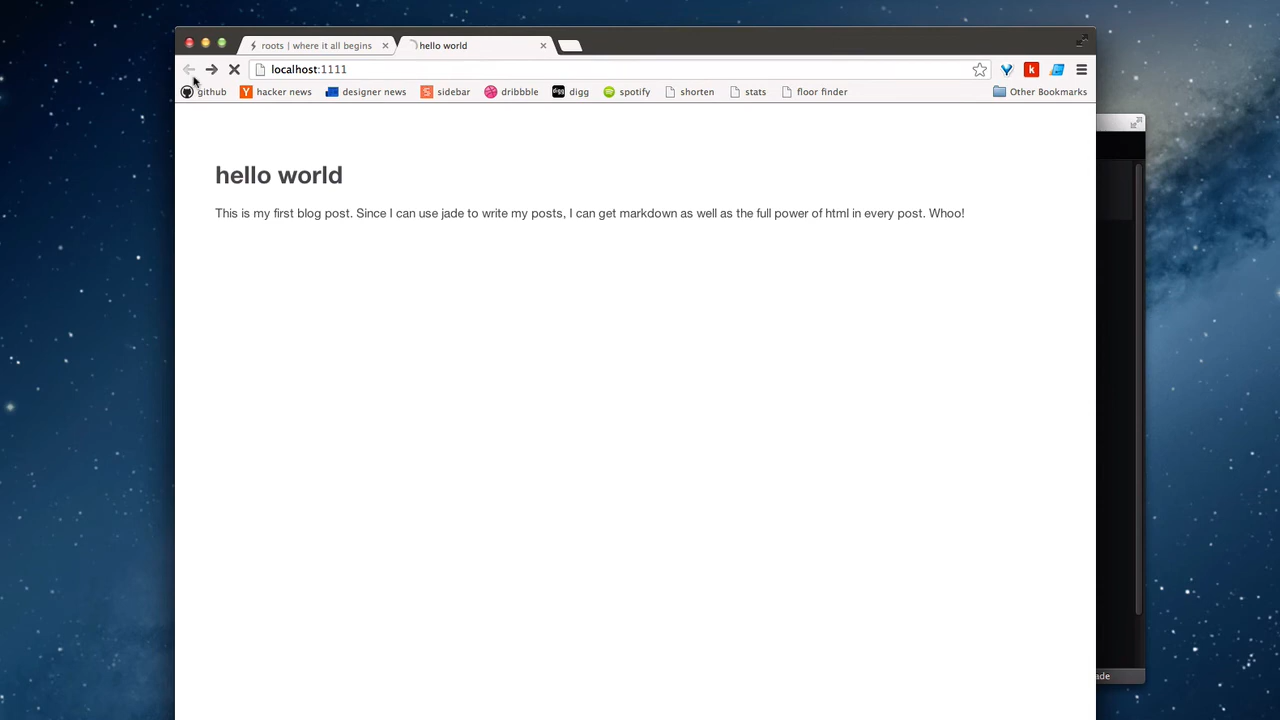 roots | where it all begins
hello world
localhost:1111
github hacker news designer news sidebar dribbble digg spotify shorten stats floor finder Other Bookmarks
hello world
This is my first blog post. Since I can use jade to write my posts, I can get markdown as well as the full power of html in every post. Whoo!
ade